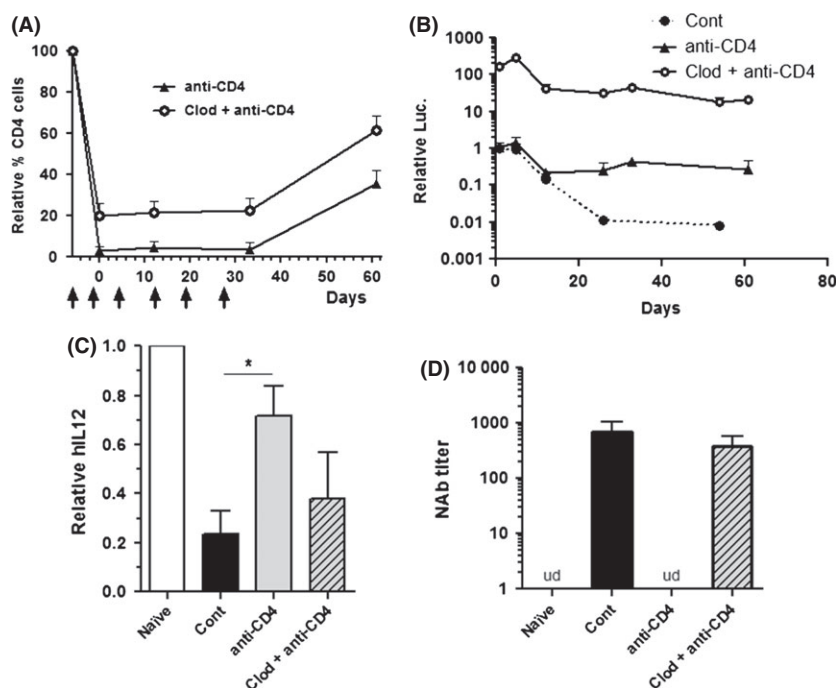 (A)
Relative % CD4 cells
100
80
60
40
20
0
anti-CD4
Clod + anti-CD4
0 10 20 30 40 50 60
Days
(B)
Relative Luc.
1000
100
10
1
0.1
0.01
0.001
Cont
anti-CD4
Clod + anti-CD4
0 20 40 60 80
Days
(C)
Relative hIL12
1.0
0.8
0.6
0.4
0.2
0.0
*
Naïve
Cont
anti-CD4
Clod + anti-CD4
(D)
NAb titer
10 000
1000
100
10
1
ud
ud
Naïve
Cont
anti-CD4
Clod + anti-CD4